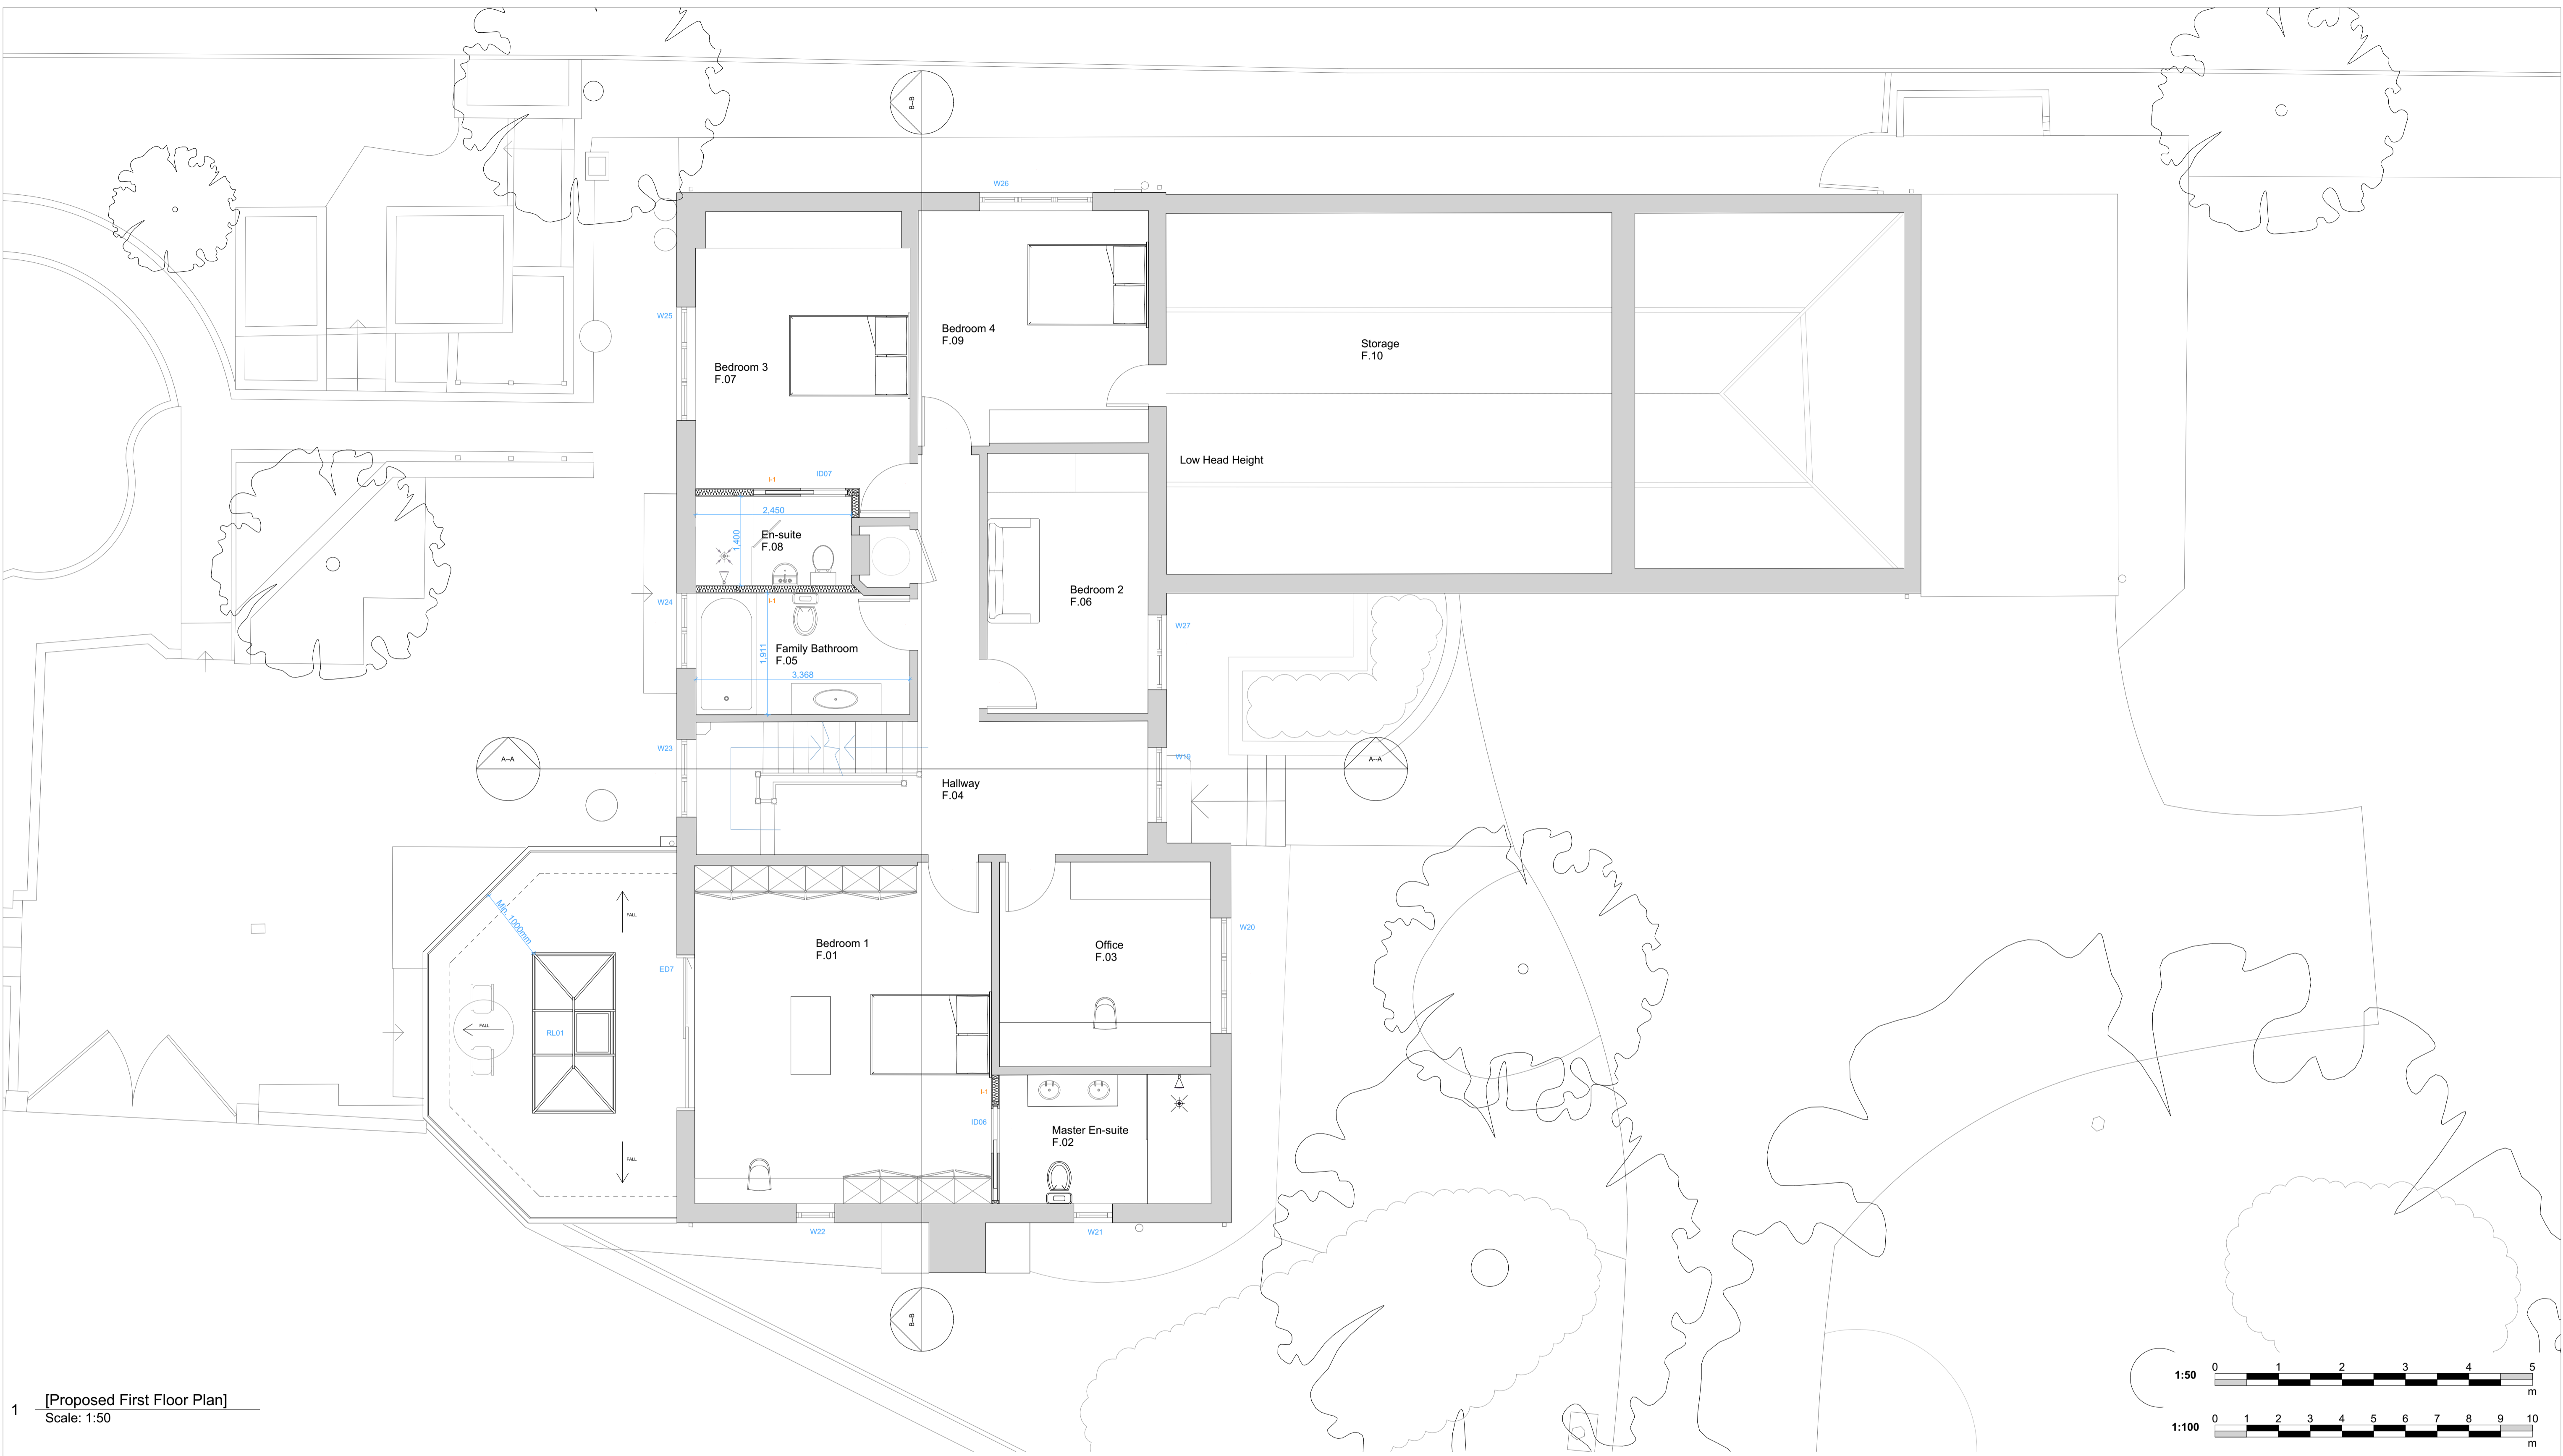 B--B
W26
W25
Bedroom 4
F.09
Storage
F.10
Bedroom 3
F.07
Low Head Height
ID07
I-1
2,450
En-suite
F.08
1,400
Bedroom 2
F.06
W24
I-1
W27
Family Bathroom
F.05
1,911
3,368
W23
A--A
W19
A--A
Hallway
F.04
Min. 1000mm
FALL
Bedroom 1
F.01
Office
F.03
W20
ED7
FALL
RL01
I-1
ID06
Master En-suite
F.02
FALL
W22
W21
B--B
1
[Proposed First Floor Plan]
Scale: 1:50
1:50
0 1 2 3 4 5
m
1:100
0 1 2 3 4 5 6 7 8 9 10
m